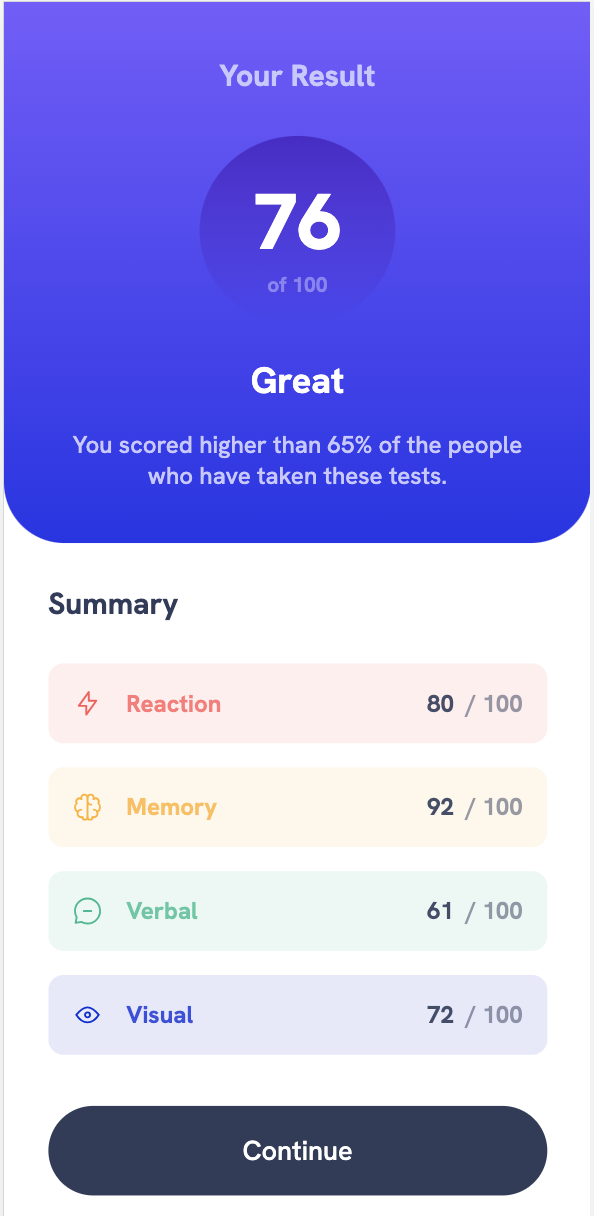 Your Result
76
of 100
Great
You scored higher than 65% of the people
who have taken these tests.
Summary
Reaction 80 / 100
Memory 92 / 100
Verbal 61 / 100
Visual 72 / 100
Continue